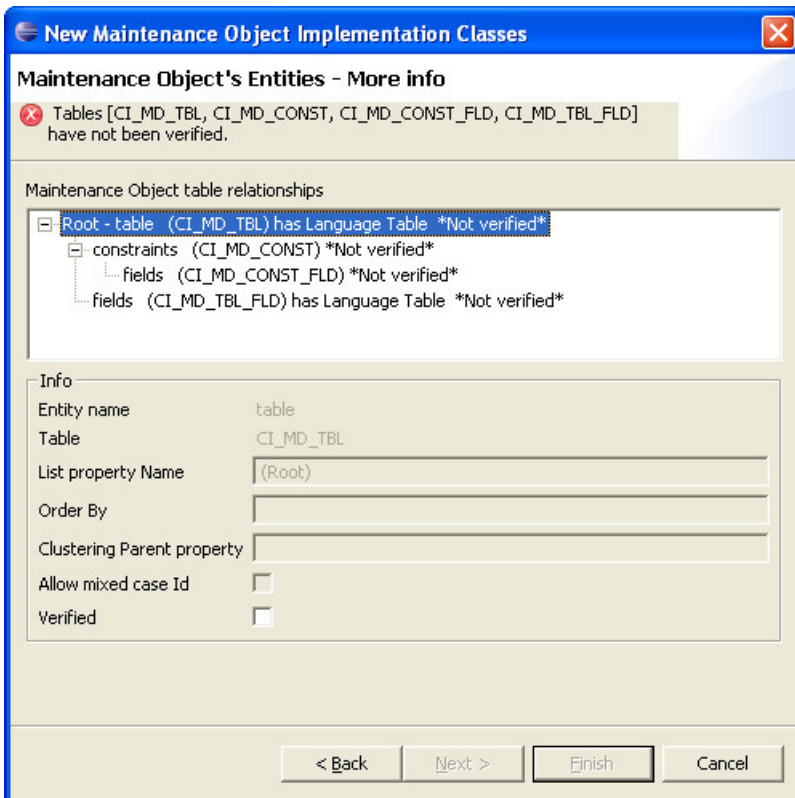 New Maintenance Object Implementation Classes
Maintenance Object's Entities - More info
Tables [CI_MD_TBL, CI_MD_CONST, CI_MD_CONST_FLD, CI_MD_TBL_FLD]
have not been verified.
Maintenance Object table relationships
Root - table (CI_MD_TBL) has Language Table *Not verified*
constraints (CI_MD_CONST) *Not verified*
fields (CI_MD_CONST_FLD) *Not verified*
fields (CI_MD_TBL_FLD) has Language Table *Not verified*
Info
Entity name table
Table CI_MD_TBL
List property Name (Root)
Order By
Clustering Parent property
Allow mixed case Id
Verified
< Back Next > Finish Cancel